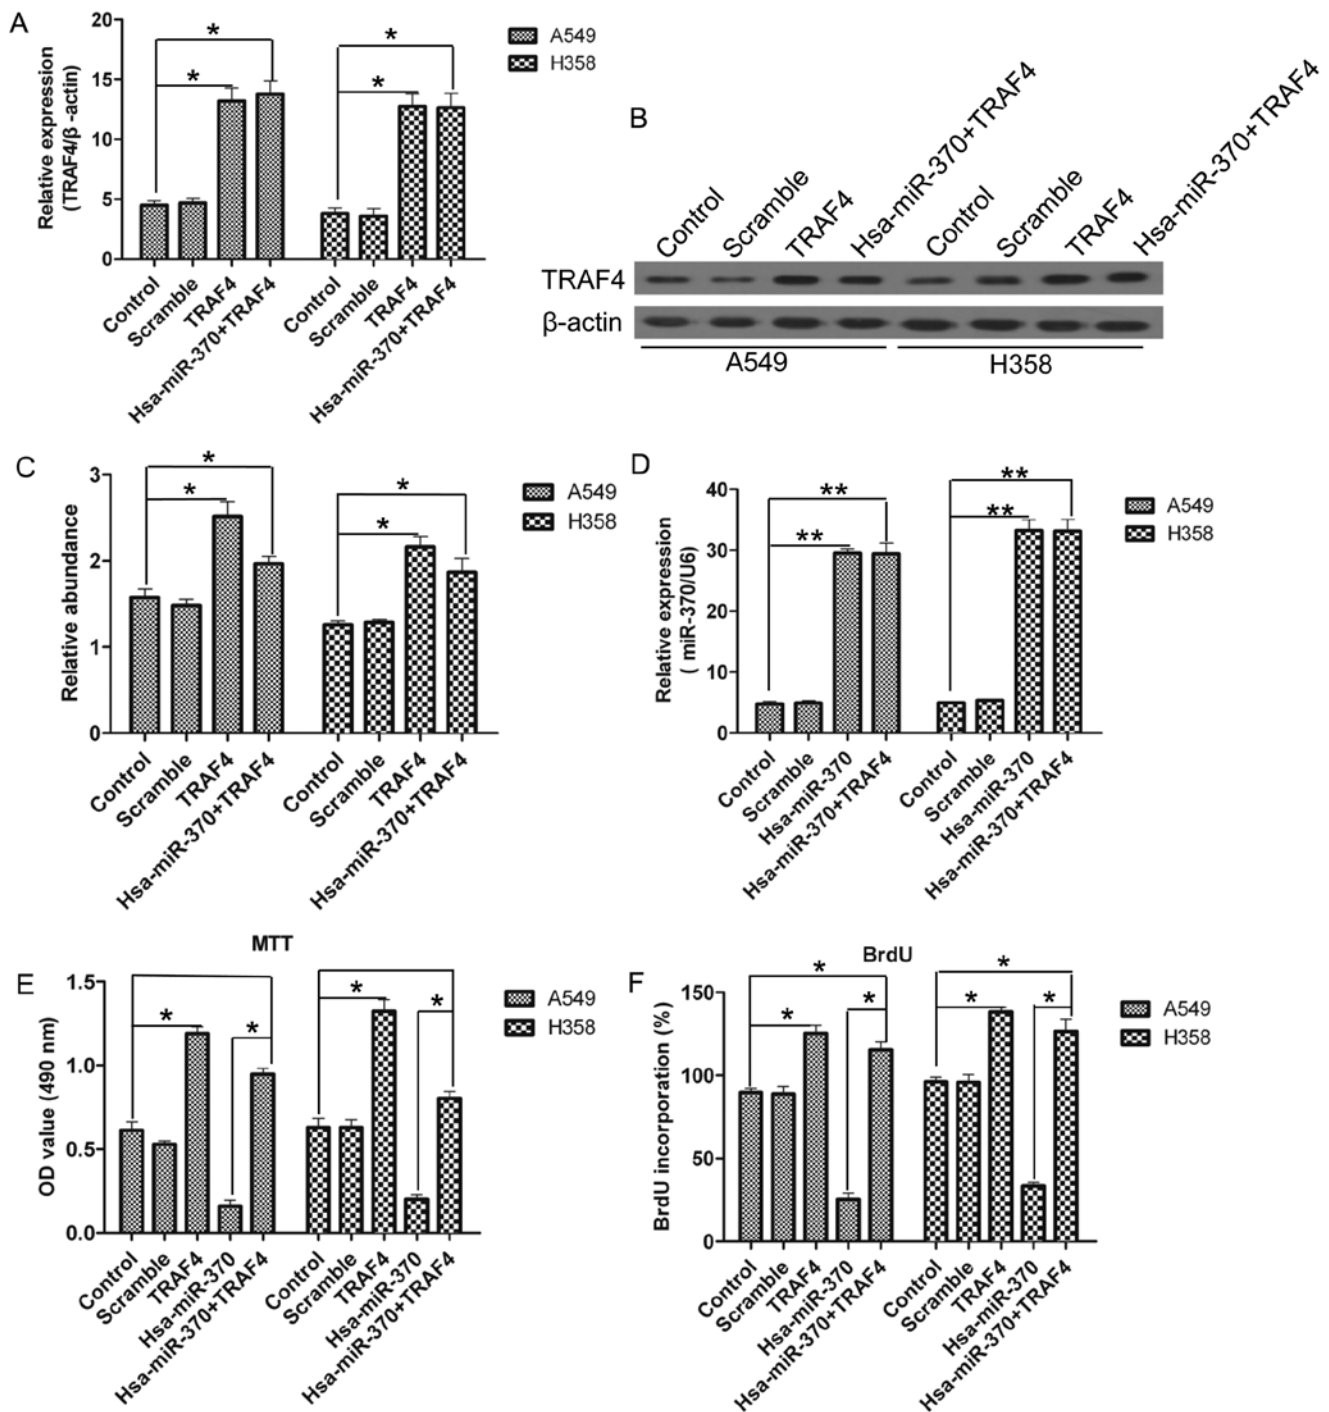 A
20
15
10
5
0
Relative expression
(TRAF4/β -actin)
*
*
*
*
A549
H358
Control
Scramble
TRAF4
Hsa-miR-370+TRAF4
Control
Scramble
TRAF4
Hsa-miR-370+TRAF4
B
Control
Scramble
TRAF4
Hsa-miR-370+TRAF4
Control
Scramble
TRAF4
Hsa-miR-370+TRAF4
TRAF4
β-actin
A549
H358
C
3
2
1
0
Relative abundance
*
*
*
*
A549
H358
Control
Scramble
TRAF4
Hsa-miR-370+TRAF4
Control
Scramble
TRAF4
Hsa-miR-370+TRAF4
D
40
30
20
10
0
Relative expression
( miR-370/U6)
**
**
**
**
A549
H358
Control
Scramble
Hsa-miR-370
Hsa-miR-370+TRAF4
Control
Scramble
Hsa-miR-370
Hsa-miR-370+TRAF4
E
MTT
1.5
1.0
0.5
0.0
OD value (490 nm)
*
*
*
*
A549
H358
Control
Scramble
TRAF4
Hsa-miR-370
Hsa-miR-370+TRAF4
Control
Scramble
TRAF4
Hsa-miR-370
Hsa-miR-370+TRAF4
F
BrdU
150
100
50
0
BrdU incorporation (%)
*
*
*
*
*
*
A549
H358
Control
Scramble
TRAF4
Hsa-miR-370
Hsa-miR-370+TRAF4
Control
Scramble
TRAF4
Hsa-miR-370
Hsa-miR-370+TRAF4